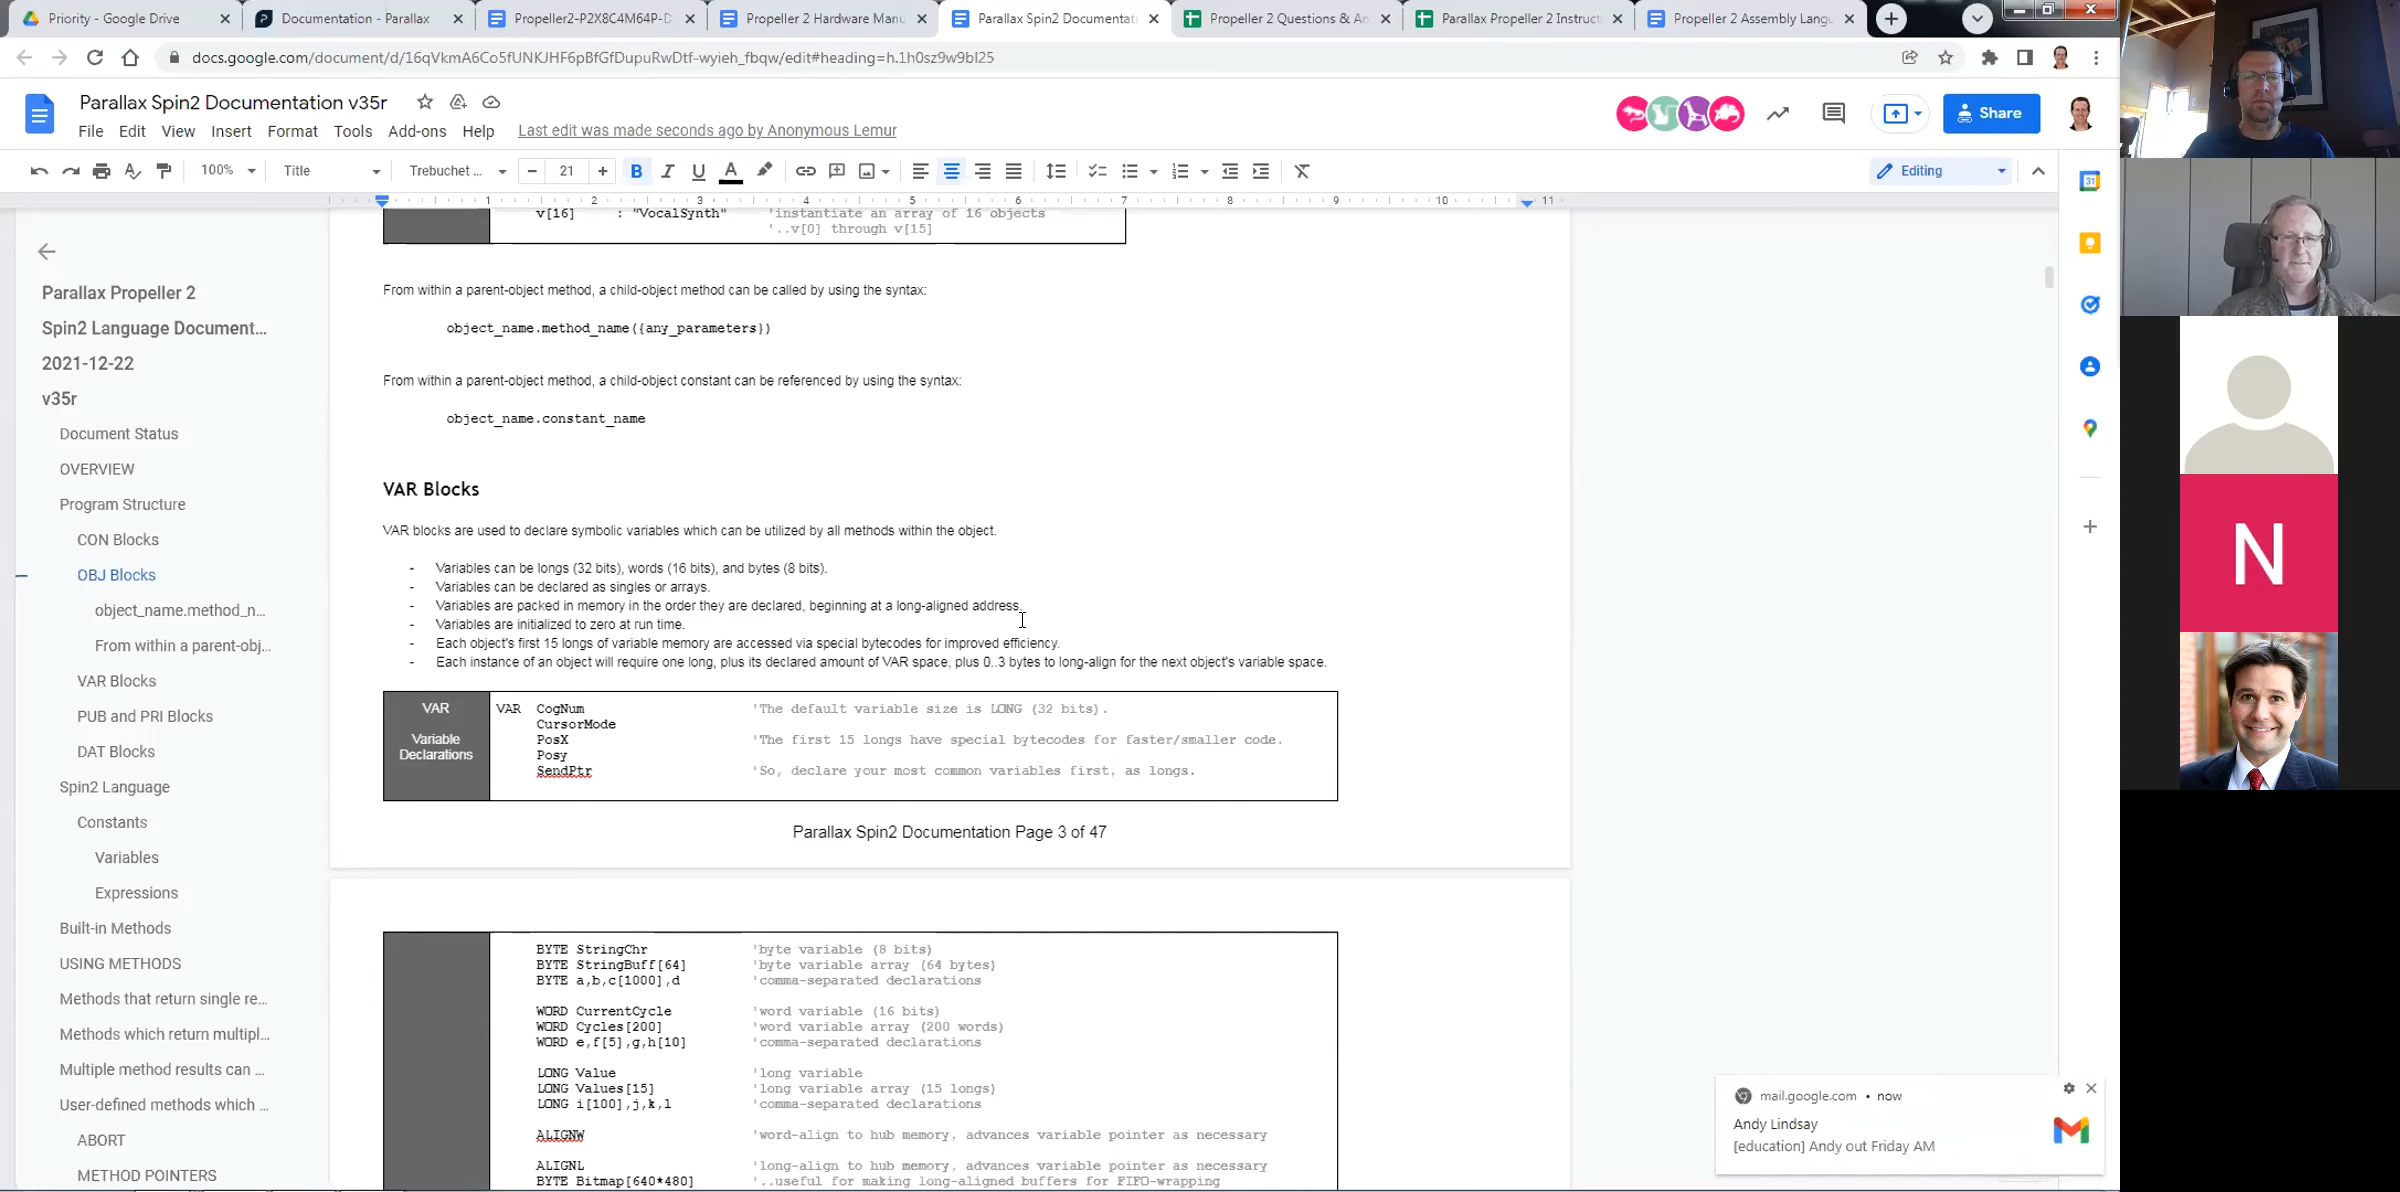 Priority - Google Drive
Documentation - Parallax
Propeller2-P2X8C4M64P-D
Propeller 2 Hardware Manu
Parallax Spin2 Documentati
Propeller 2 Questions & An
Parallax Propeller 2 Instruct
Propeller 2 Assembly Langu
docs.google.com/document/d/16qVkmA6Co5fUNKJHF6pBfGfDupuRwDtf-wyieh_fbqw/edit#heading=h.1h0sz9w9bl25
Parallax Spin2 Documentation v35r
File Edit View Insert Format Tools Add-ons Help Last edit was made seconds ago by Anonymous Lemur
Share
100% Title Trebuchet ... 21 B I U A Editing
31
1 2 3 4 5 6 7 8 9 10 11
Parallax Propeller 2
Spin2 Language Document...
2021-12-22
v35r
Document Status
OVERVIEW
Program Structure
CON Blocks
OBJ Blocks
object_name.method_n...
From within a parent-obj...
VAR Blocks
PUB and PRI Blocks
DAT Blocks
Spin2 Language
Constants
Variables
Expressions
Built-in Methods
USING METHODS
Methods that return single re...
Methods which return multipl...
Multiple method results can ...
User-defined methods which ...
ABORT
METHOD POINTERS
v[16] : "VocalSynth" 'instantiate an array of 16 objects
'..v[0] through v[15]
From within a parent-object method, a child-object method can be called by using the syntax:
object_name.method_name({any_parameters})
From within a parent-object method, a child-object constant can be referenced by using the syntax:
object_name.constant_name
VAR Blocks
VAR blocks are used to declare symbolic variables which can be utilized by all methods within the object.
- Variables can be longs (32 bits), words (16 bits), and bytes (8 bits).
- Variables can be declared as singles or arrays.
- Variables are packed in memory in the order they are declared, beginning at a long-aligned address.
- Variables are initialized to zero at run time.
- Each object's first 15 longs of variable memory are accessed via special bytecodes for improved efficiency.
- Each instance of an object will require one long, plus its declared amount of VAR space, plus 0..3 bytes to long-align for the next object's variable space.
VAR
Variable
Declarations
VAR CogNum 'The default variable size is LONG (32 bits).
CursorMode
PosX 'The first 15 longs have special bytecodes for faster/smaller code.
Posy
SendPtr 'So, declare your most common variables first, as longs.
Parallax Spin2 Documentation Page 3 of 47
BYTE StringChr 'byte variable (8 bits)
BYTE StringBuff[64] 'byte variable array (64 bytes)
BYTE a,b,c[1000],d 'comma-separated declarations
WORD CurrentCycle 'word variable (16 bits)
WORD Cycles[200] 'word variable array (200 words)
WORD e,f[5],g,h[10] 'comma-separated declarations
LONG Value 'long variable
LONG Values[15] 'long variable array (15 longs)
LONG i[100],j,k,l 'comma-separated declarations
ALIGNW 'word-align to hub memory, advances variable pointer as necessary
ALIGNL 'long-align to hub memory, advances variable pointer as necessary
BYTE Bitmap[640*480] '..useful for making long-aligned buffers for FIFO-wrapping
mail.google.com • now
Andy Lindsay
[education] Andy out Friday AM
N